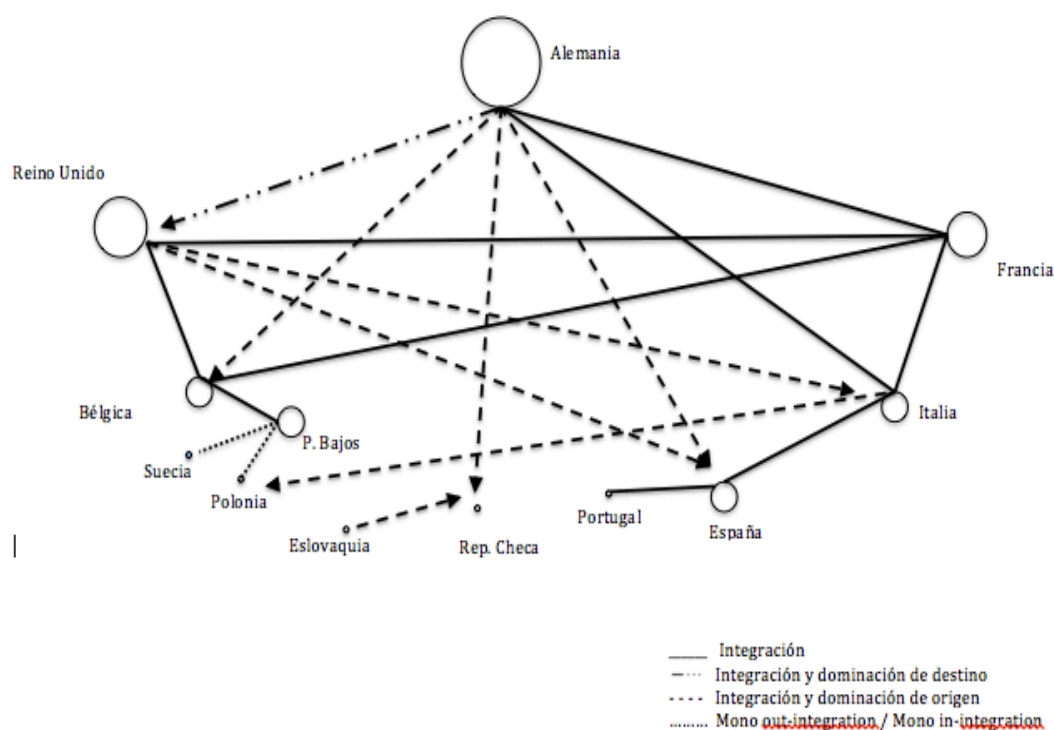 Alemania
Reino Unido
Francia
Bélgica
Italia
P. Bajos
Suecia
Polonia
Portugal
España
Eslovaquia
Rep. Checa
Integración
Integración y dominación de destino
Integración y dominación de origen
Mono out-integration / Mono in-integration